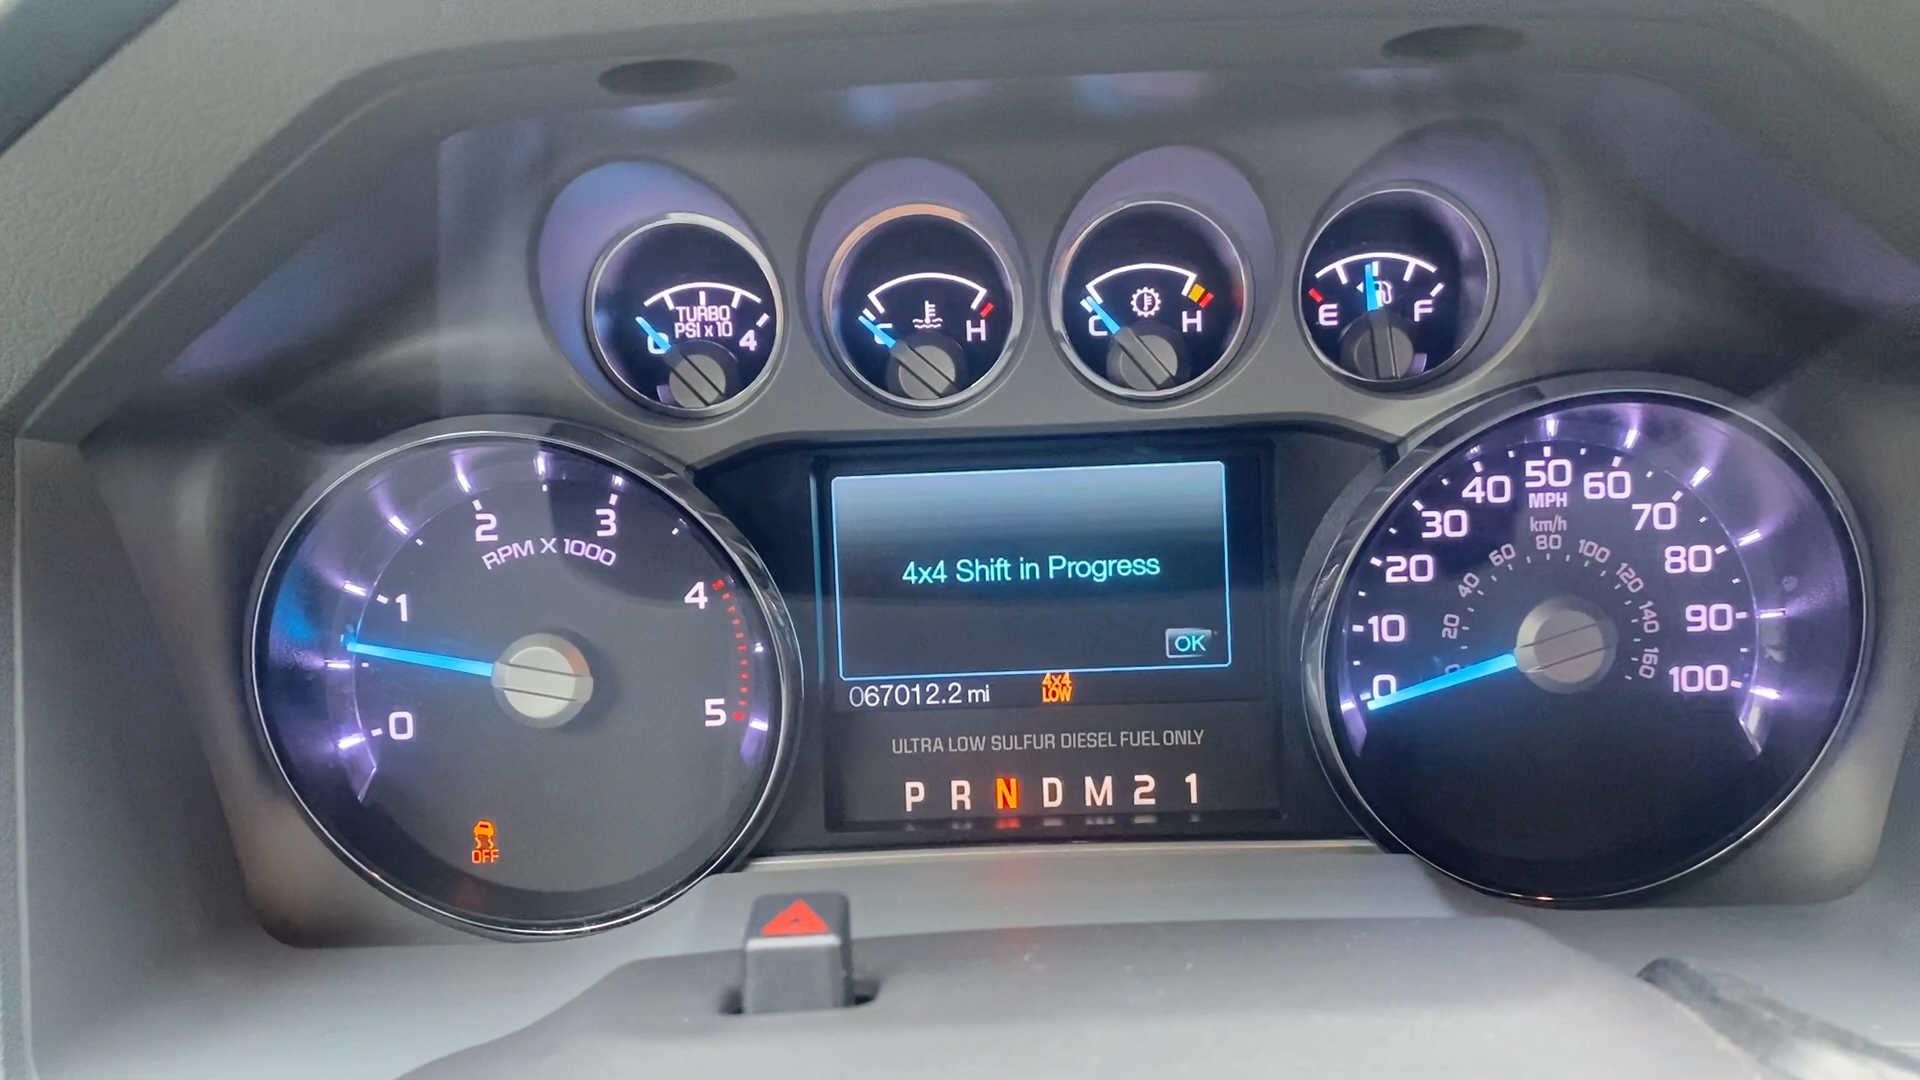 TURBO
PSI x 10
0 4
C H
C H
E F
0 1 2 3 4 5
RPM X 1000
OFF
4x4 Shift in Progress
OK
067012.2 mi
4x4
LOW
ULTRA LOW SULFUR DIESEL FUEL ONLY
P R N D M 2 1
0 10 20 30 40 50 60 70 80 90 100
MPH
km/h
0 20 40 60 80 100 120 140 160